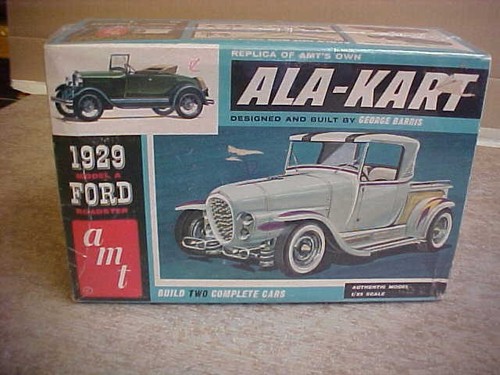 REPLICA OF AMT'S OWN
ALA-KART
DESIGNED AND BUILT BY GEORGE BARRIS
1929
MODEL A
FORD
ROADSTER
amt
BUILD TWO COMPLETE CARS
AUTHENTIC MODEL
1/25 SCALE